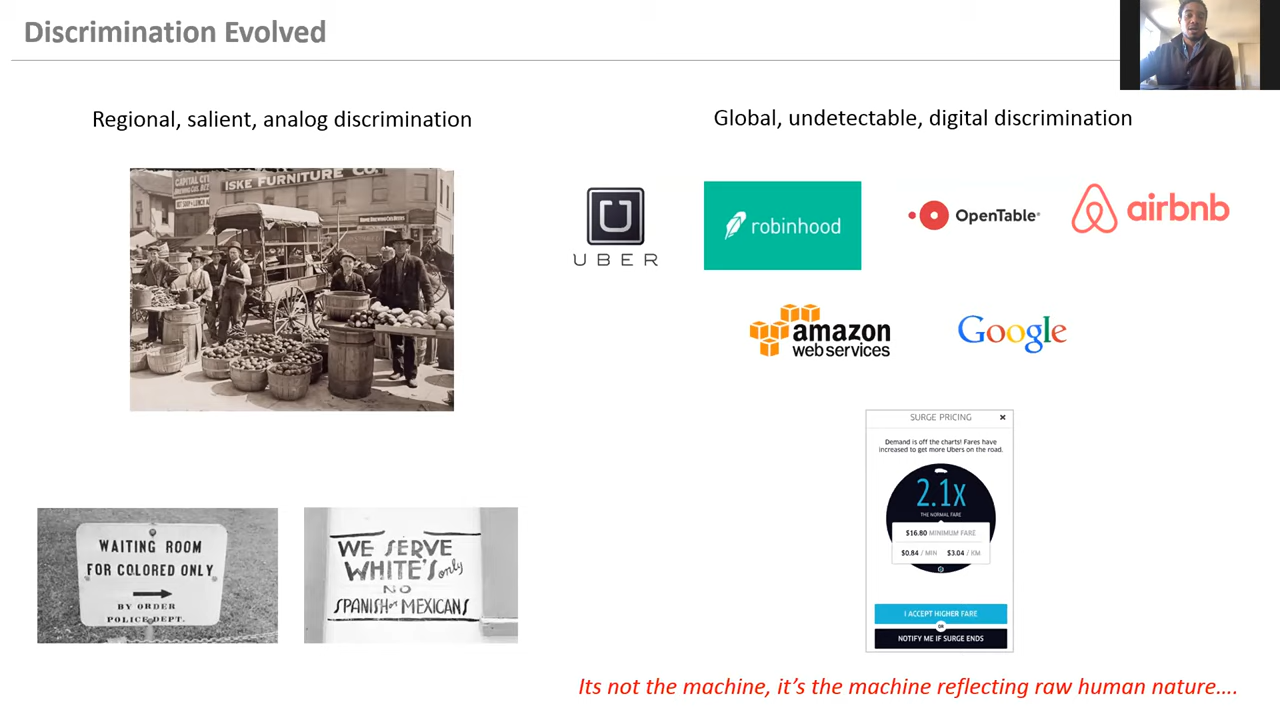 Discrimination Evolved
Regional, salient, analog discrimination
CAPITAL CITY
ISKE FURNITURE CO.
WAITING ROOM
FOR COLORED ONLY
BY ORDER
POLICE DEPT.
WE SERVE
WHITE'S only
NO
SPANISH or MEXICANS
Global, undetectable, digital discrimination
U
UBER
robinhood
OpenTable®
airbnb
amazon
web services
Google
SURGE PRICING
Demand is off the charts! Fares have
increased to get more Ubers on the road.
2.1x
THE NORMAL FARE
$16.80 MINIMUM FARE
$0.84 / MIN $3.04 / KM
I ACCEPT HIGHER FARE
OR
NOTIFY ME IF SURGE ENDS
Its not the machine, it's the machine reflecting raw human nature....